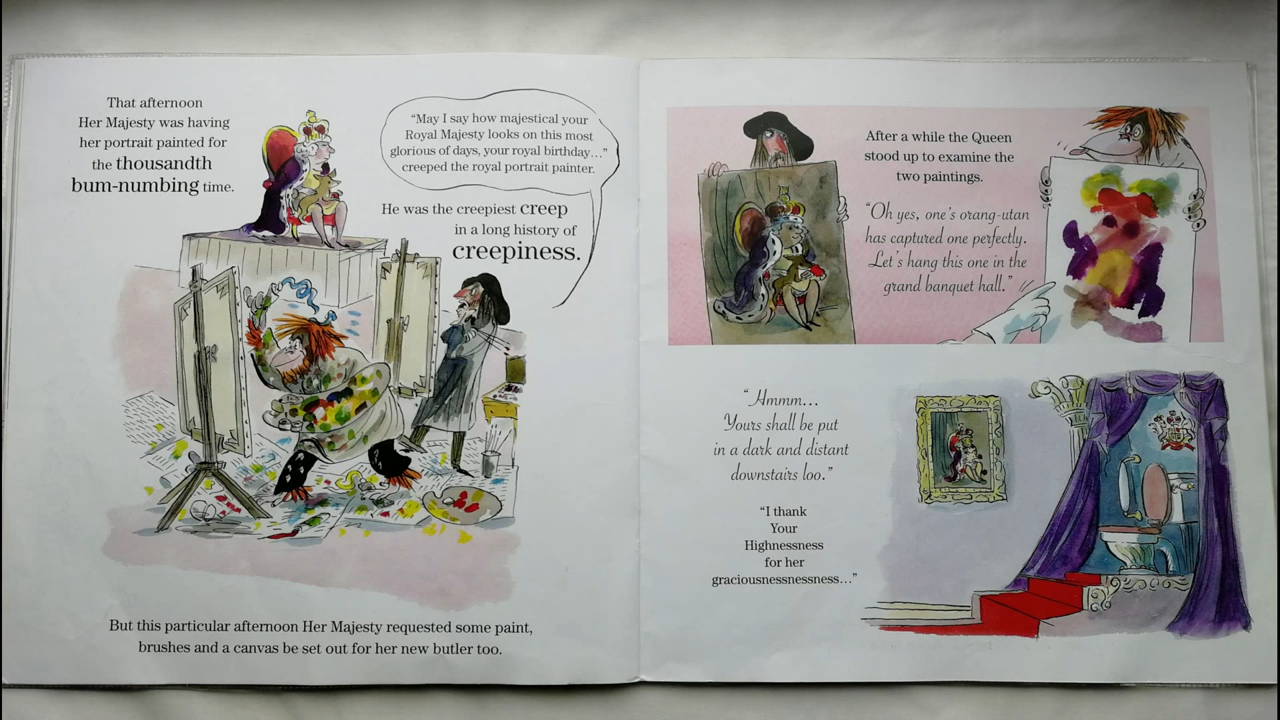 That afternoon
Her Majesty was having
her portrait painted for
the thousandth
bum-numbing time.
“May I say how majestical your
Royal Majesty looks on this most
glorious of days, your royal birthday...”
creeped the royal portrait painter.
He was the creepiest creep
in a long history of
creepiness.
But this particular afternoon Her Majesty requested some paint,
brushes and a canvas be set out for her new butler too.
After a while the Queen
stood up to examine the
two paintings.
“Oh yes, one’s orang-utan
has captured one perfectly.
Let’s hang this one in the
grand banquet hall.”
“Hmmm...
Yours shall be put
in a dark and distant
downstairs loo.”
“I thank
Your
Highnessness
for her
graciousnessnessness...”